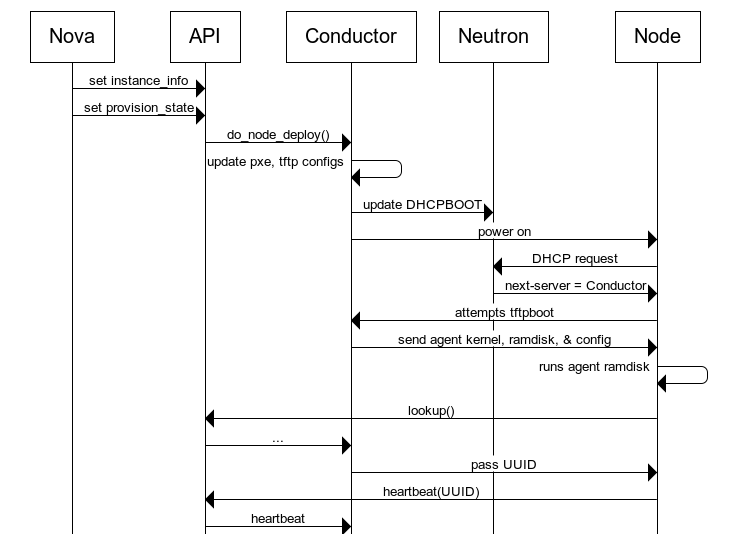 Nova
API
Conductor
Neutron
Node
set instance_info
set provision_state
do_node_deploy()
update pxe, tftp configs
update DHCPBOOT
power on
DHCP request
next-server = Conductor
attempts tftpboot
send agent kernel, ramdisk, & config
runs agent ramdisk
lookup()
...
pass UUID
heartbeat(UUID)
heartbeat